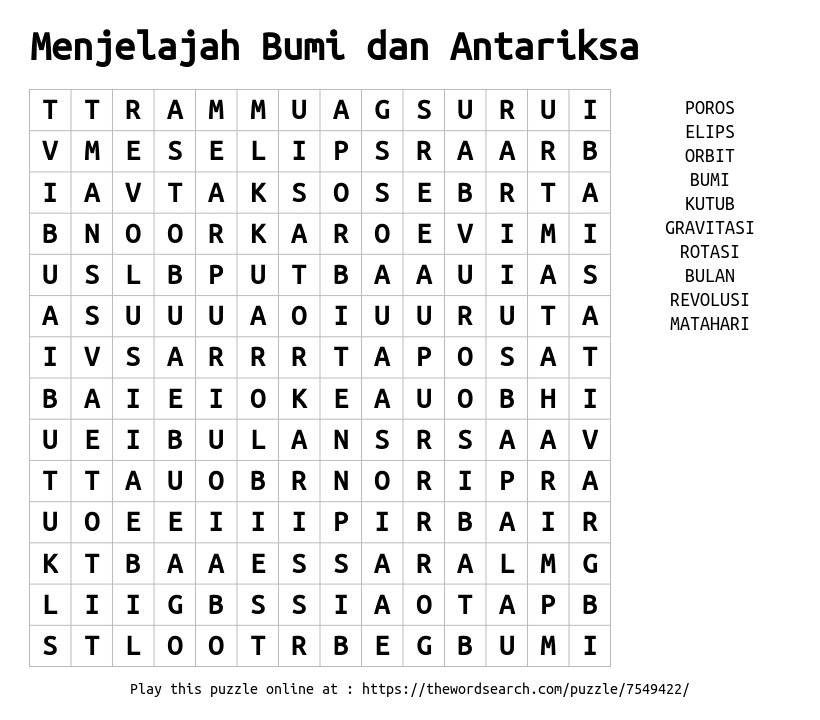 Menjelajah Bumi dan Antariksa
T T R A M M U A G S U R U I
V M E S E L I P S R A A R B
I A V T A K S O S E B R T A
B N O O R K A R O E V I M I
U S L B P U T B A A U I A S
A S U U U A O I U U R U T A
I V S A R R R T A P O S A T
B A I E I O K E A U O B H I
U E I B U L A N S R S A A V
T T A U O B R N O R I P R A
U O E E I I I P I R B A I R
K T B A A E S S A R A L M G
L I I G B S S I A O T A P B
S T L O O T R B E G B U M I
POROS
ELIPS
ORBIT
BUMI
KUTUB
GRAVITASI
ROTASI
BULAN
REVOLUSI
MATAHARI
Play this puzzle online at : https://thewordsearch.com/puzzle/7549422/